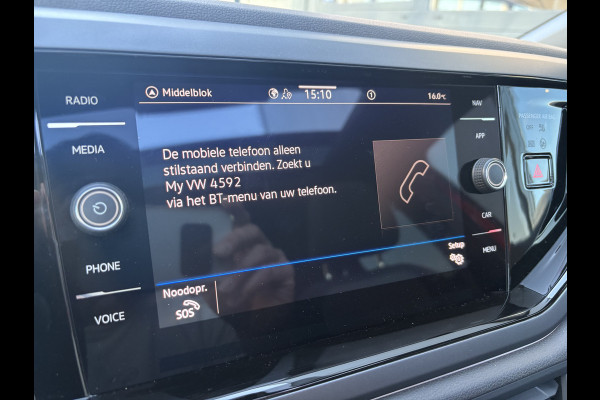 RADIO
MEDIA
PHONE
VOICE
Middelblok
15:10
1
16.0°C
De mobiele telefoon alleen
stilstaand verbinden. Zoekt u
My VW 4592
via het BT-menu van uw telefoon.
Setup
Noodopr.
SOS
NAV
APP
CAR
MENU